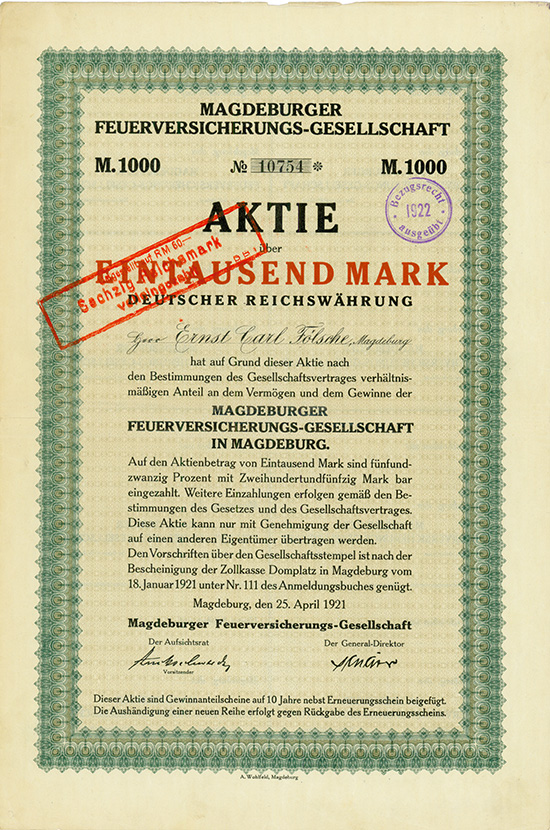 MAGDEBURGER
FEUERVERSICHERUNGS-GESELLSCHAFT
M. 1000 № 10754 * M. 1000
Bezugsrecht
1922
ausgeübt
AKTIE
über
EINTAUSEND MARK
DEUTSCHER REICHSWÄHRUNG
auf RM 60.—
Sechzig Reichsmark
Herr Ernst Carl Fölsche, Magdeburg
hat auf Grund dieser Aktie nach
den Bestimmungen des Gesellschaftsvertrages verhältnis-
mäßigen Anteil an dem Vermögen und dem Gewinne der
MAGDEBURGER
FEUERVERSICHERUNGS-GESELLSCHAFT
IN MAGDEBURG.
Auf den Aktienbetrag von Eintausend Mark sind fünfund-
zwanzig Prozent mit Zweihundertundfünfzig Mark bar
eingezahlt. Weitere Einzahlungen erfolgen gemäß den Be-
stimmungen des Gesetzes und des Gesellschaftsvertrages.
Diese Aktie kann nur mit Genehmigung der Gesellschaft
auf einen anderen Eigentümer übertragen werden.
Den Vorschriften über den Gesellschaftsstempel ist nach der
Bescheinigung der Zollkasse Domplatz in Magdeburg vom
18. Januar 1921 unter Nr. 111 des Anmeldungsbuches genügt.
Magdeburg, den 25. April 1921
Magdeburger Feuerversicherungs-Gesellschaft
Der Aufsichtsrat Der General-Direktor
Vorsitzender
Dieser Aktie sind Gewinnanteilscheine auf 10 Jahre nebst Erneuerungsschein beigefügt.
Die Aushändigung einer neuen Reihe erfolgt gegen Rückgabe des Erneuerungsscheins.
A. Wohlfeld, Magdeburg